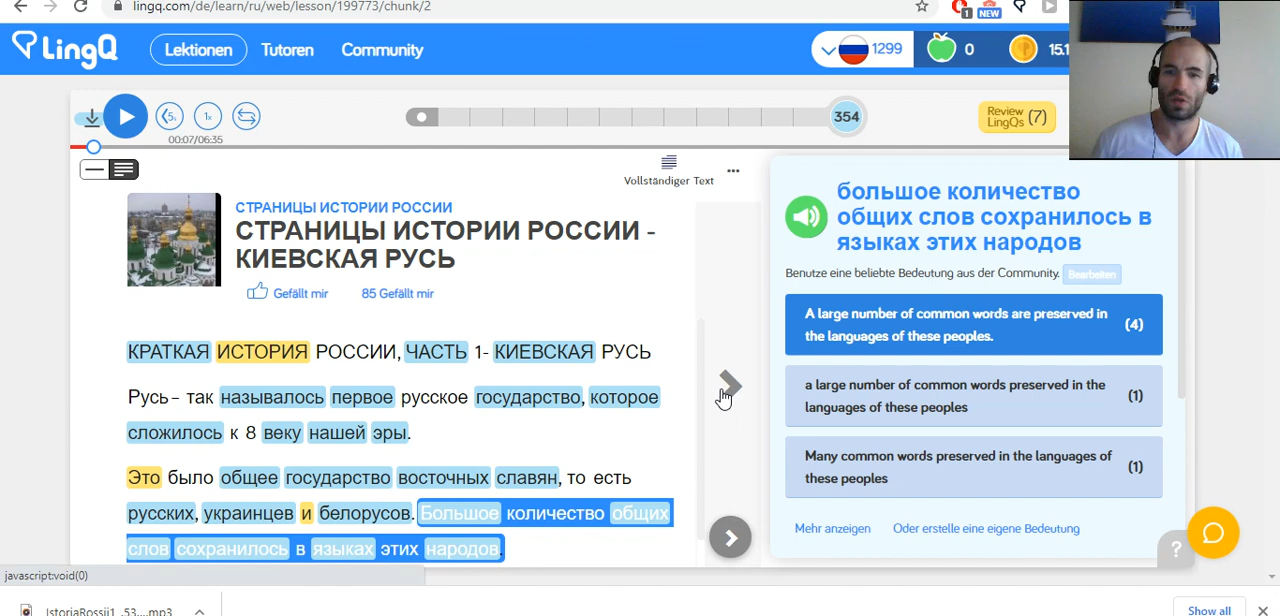 lingq.com/de/learn/ru/web/lesson/199773/chunk/2
1
NEW
LingQ
Lektionen
Tutoren
Community
1299
0
15.1
5s
1x
00:07/06:35
354
Review
LingQs (7)
Vollständiger Text
СТРАНИЦЫ ИСТОРИИ РОССИИ
СТРАНИЦЫ ИСТОРИИ РОССИИ -
КИЕВСКАЯ РУСЬ
Gefällt mir
85 Gefällt mir
КРАТКАЯ ИСТОРИЯ РОССИИ, ЧАСТЬ 1- КИЕВСКАЯ РУСЬ
Русь – так называлось первое русское государство, которое
сложилось к 8 веку нашей эры.
Это было общее государство восточных славян, то есть
русских, украинцев и белорусов. Большое количество общих
слов сохранилось в языках этих народов.
большое количество
общих слов сохранилось в
языках этих народов
Benutze eine beliebte Bedeutung aus der Community.
Bearbeiten
A large number of common words are preserved in
the languages of these peoples.
(4)
a large number of common words preserved in the
languages of these peoples
(1)
Many common words preserved in the languages of
these peoples
(1)
Mehr anzeigen
Oder erstelle eine eigene Bedeutung
?
javascript:void(0)
IstoriaRossii1_.53....mp3
Show all